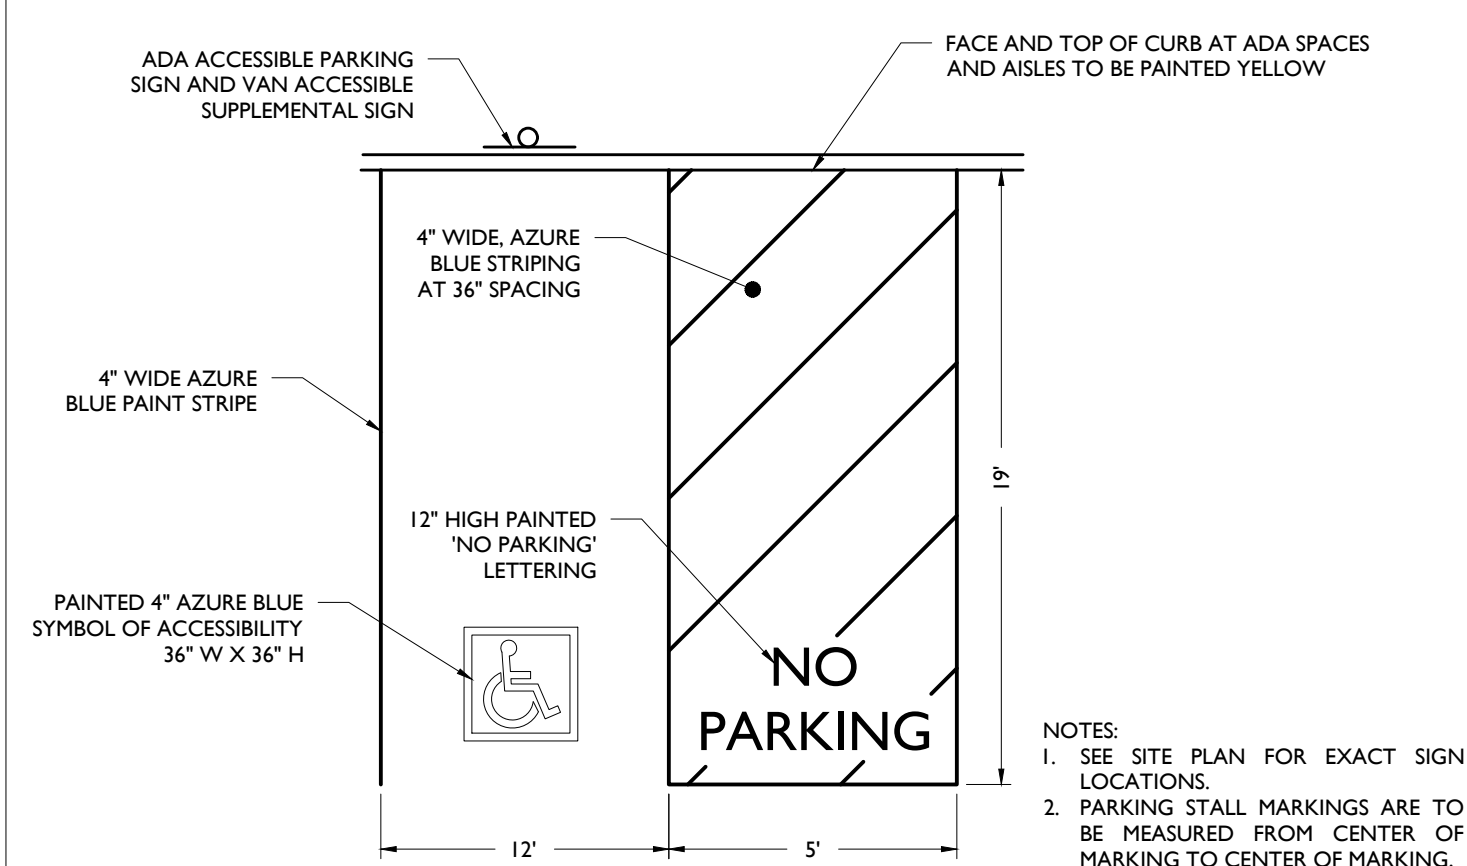 ADA ACCESSIBLE PARKING
SIGN AND VAN ACCESSIBLE
SUPPLEMENTAL SIGN
FACE AND TOP OF CURB AT ADA SPACES
AND AISLES TO BE PAINTED YELLOW
4" WIDE, AZURE
BLUE STRIPING
AT 36" SPACING
4" WIDE AZURE
BLUE PAINT STRIPE
19'
12" HIGH PAINTED
'NO PARKING'
LETTERING
PAINTED 4" AZURE BLUE
SYMBOL OF ACCESSIBILITY
36" W X 36" H
NO
PARKING
12'
5'
NOTES:
1. SEE SITE PLAN FOR EXACT SIGN
LOCATIONS.
2. PARKING STALL MARKINGS ARE TO
BE MEASURED FROM CENTER OF
MARKING TO CENTER OF MARKING.